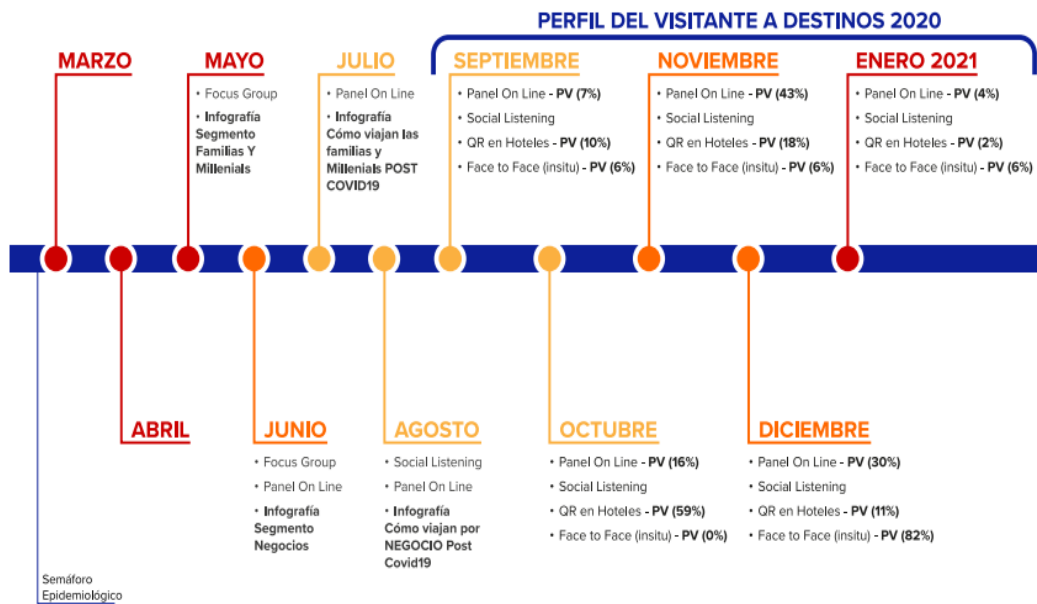 PERFIL DEL VISITANTE A DESTINOS 2020
MARZO
MAYO
• Focus Group
• Infografía
Segmento
Familias Y
Millenials
JULIO
• Panel On Line
• Infografía
Cómo viajan las
familias y
Millenials POST
COVID19
SEPTIEMBRE
• Panel On Line - PV (7%)
• Social Listening
• QR en Hoteles - PV (10%)
• Face to Face (insitu) - PV (6%)
NOVIEMBRE
• Panel On Line - PV (43%)
• Social Listening
• QR en Hoteles - PV (18%)
• Face to Face (insitu) - PV (6%)
ENERO 2021
• Panel On Line - PV (4%)
Social Listening
• QR en Hoteles - PV (2%)
• Face to Face (insitu) - PV (6%)
ABRIL
JUNIO
• Focus Group
• Panel On Line
• Infografía
Segmento
Negocios
AGOSTO
• Social Listening
• Panel On Line
• Infografía
Cómo viajan por
NEGOCIO Post
Covid19
OCTUBRE
• Panel On Line - PV (16%)
• Social Listening
• QR en Hoteles - PV (59%)
• Face to Face (insitu) - PV (0%)
DICIEMBRE
• Panel On Line - PV (30%)
• Social Listening
• QR en Hoteles - PV (11%)
• Face to Face (insitu) - PV (82%)
Semáforo
Epidemiológico